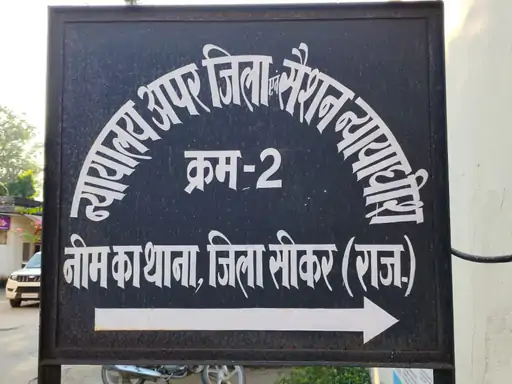 न्यायालय अपर जिला एवं सैशन न्यायाधीश
क्रम-2
नीम का थाना, जिला सीकर (राज.)